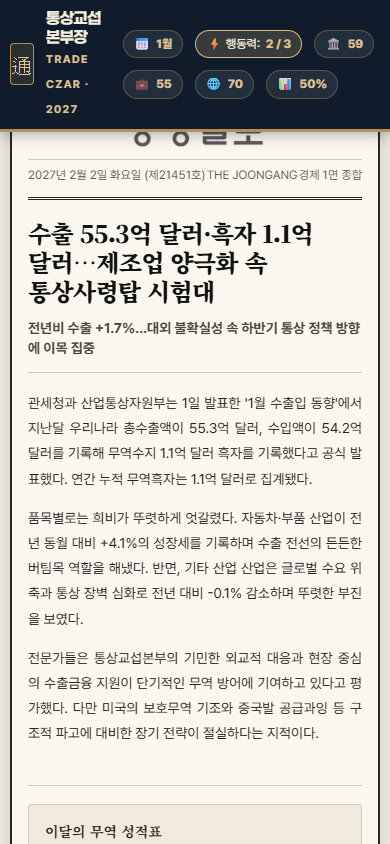 통상교섭
본부장
通
TRADE
CZAR ·
2027
1월
행동력: 2 / 3
59
55
70
50%
2027년 2월 2일 화요일 (제21451호) THE JOONGANG 경제 1면 종합
수출 55.3억 달러·흑자 1.1억
달러…제조업 양극화 속
통상사령탑 시험대
전년비 수출 +1.7%…대외 불확실성 속 하반기 통상 정책 방향
에 이목 집중
관세청과 산업통상자원부는 1일 발표한 '1월 수출입 동향'에서
지난달 우리나라 총수출액이 55.3억 달러, 수입액이 54.2억
달러를 기록해 무역수지 1.1억 달러 흑자를 기록했다고 공식 발
표했다. 연간 누적 무역흑자는 1.1억 달러로 집계됐다.
품목별로는 희비가 뚜렷하게 엇갈렸다. 자동차·부품 산업이 전
년 동월 대비 +4.1%의 성장세를 기록하며 수출 전선의 든든한
버팀목 역할을 해냈다. 반면, 기타 산업 산업은 글로벌 수요 위
축과 통상 장벽 심화로 전년 대비 -0.1% 감소하며 뚜렷한 부진
을 보였다.
전문가들은 통상교섭본부의 기민한 외교적 대응과 현장 중심
의 수출금융 지원이 단기적인 무역 방어에 기여하고 있다고 평
가했다. 다만 미국의 보호무역 기조와 중국발 공급과잉 등 구
조적 파고에 대비한 장기 전략이 절실하다는 지적이다.
이달의 무역 성적표